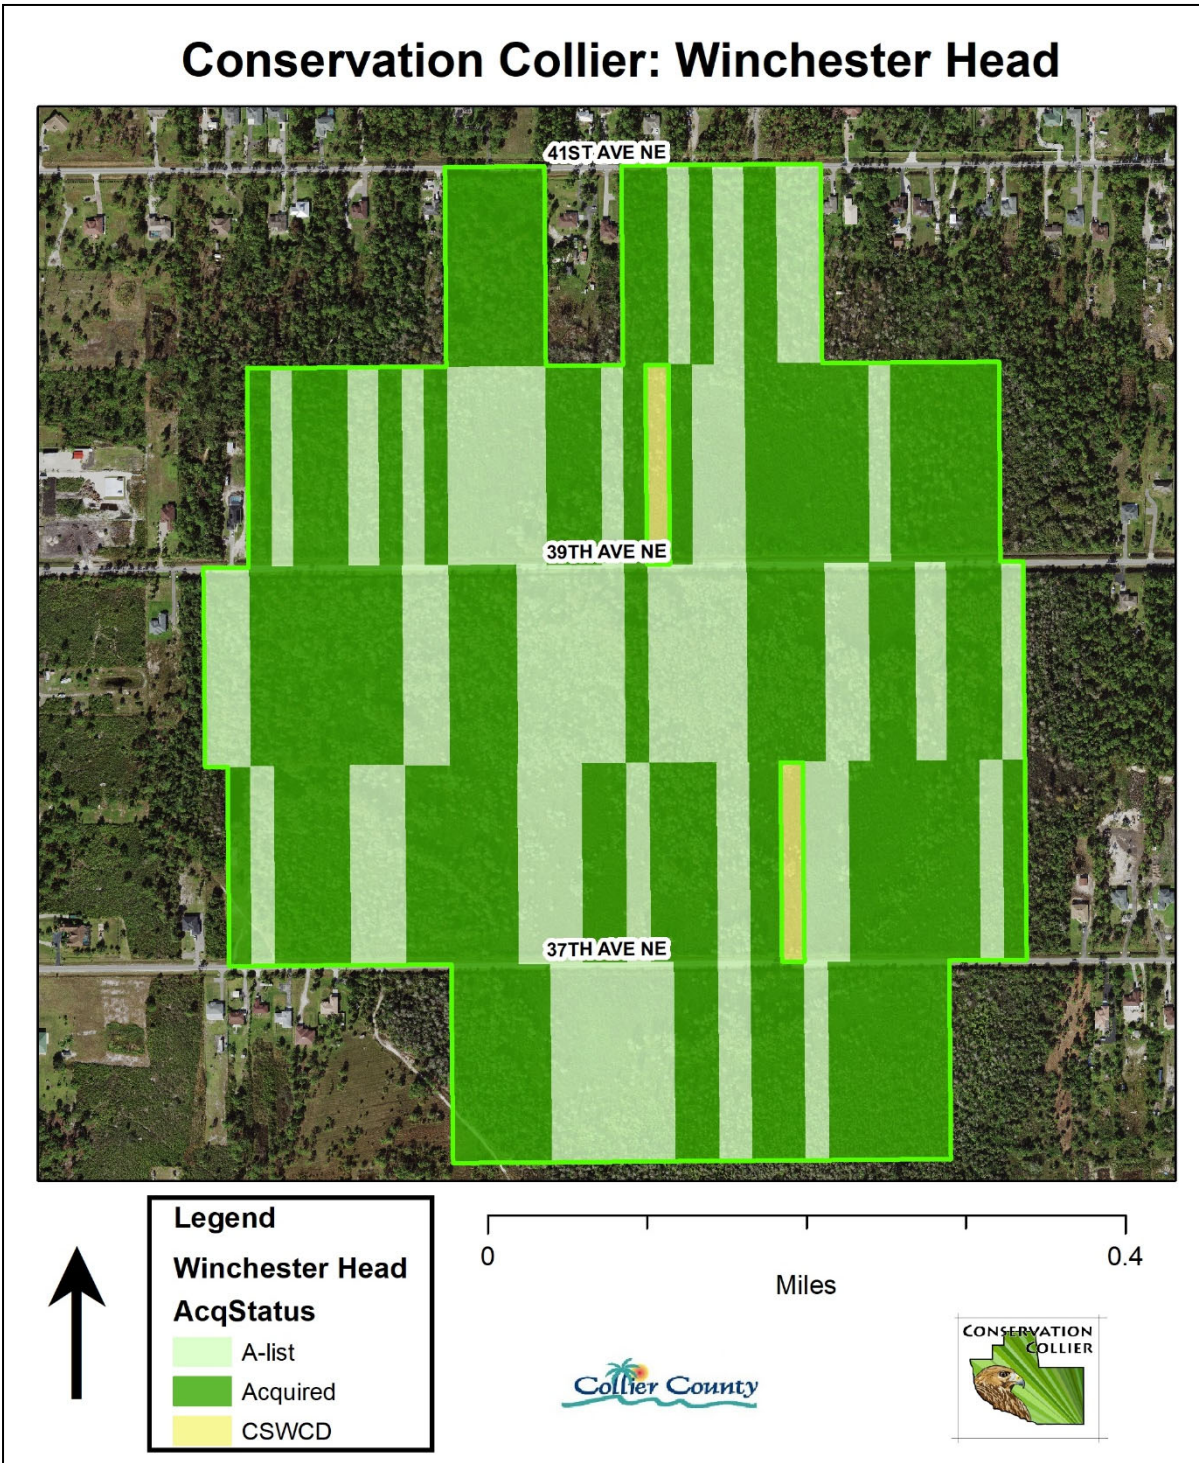 Conservation Collier: Winchester Head
41ST AVE NE
39TH AVE NE
37TH AVE NE
Legend
Winchester Head
AcqStatus
A-list
Acquired
CSWCD
0
0.4
Miles
Collier County
CONSERVATION
COLLIER